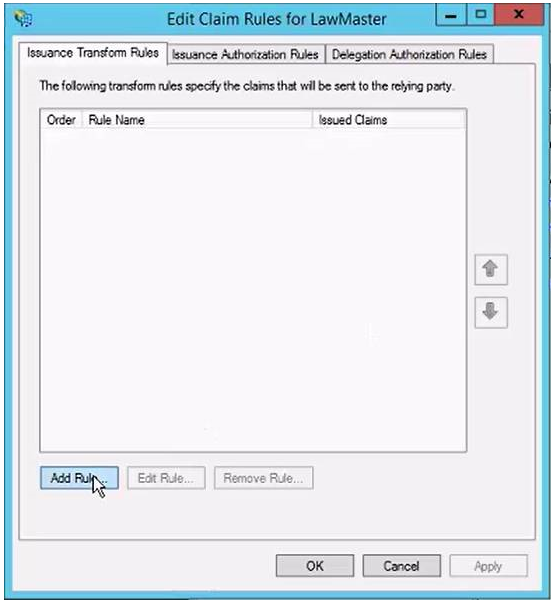 Edit Claim Rules for LawMaster
Issuance Transform Rules Issuance Authorization Rules Delegation Authorization Rules
The following transform rules specify the claims that will be sent to the relying party.
Order Rule Name Issued Claims
Add Rule... Edit Rule... Remove Rule...
OK Cancel Apply